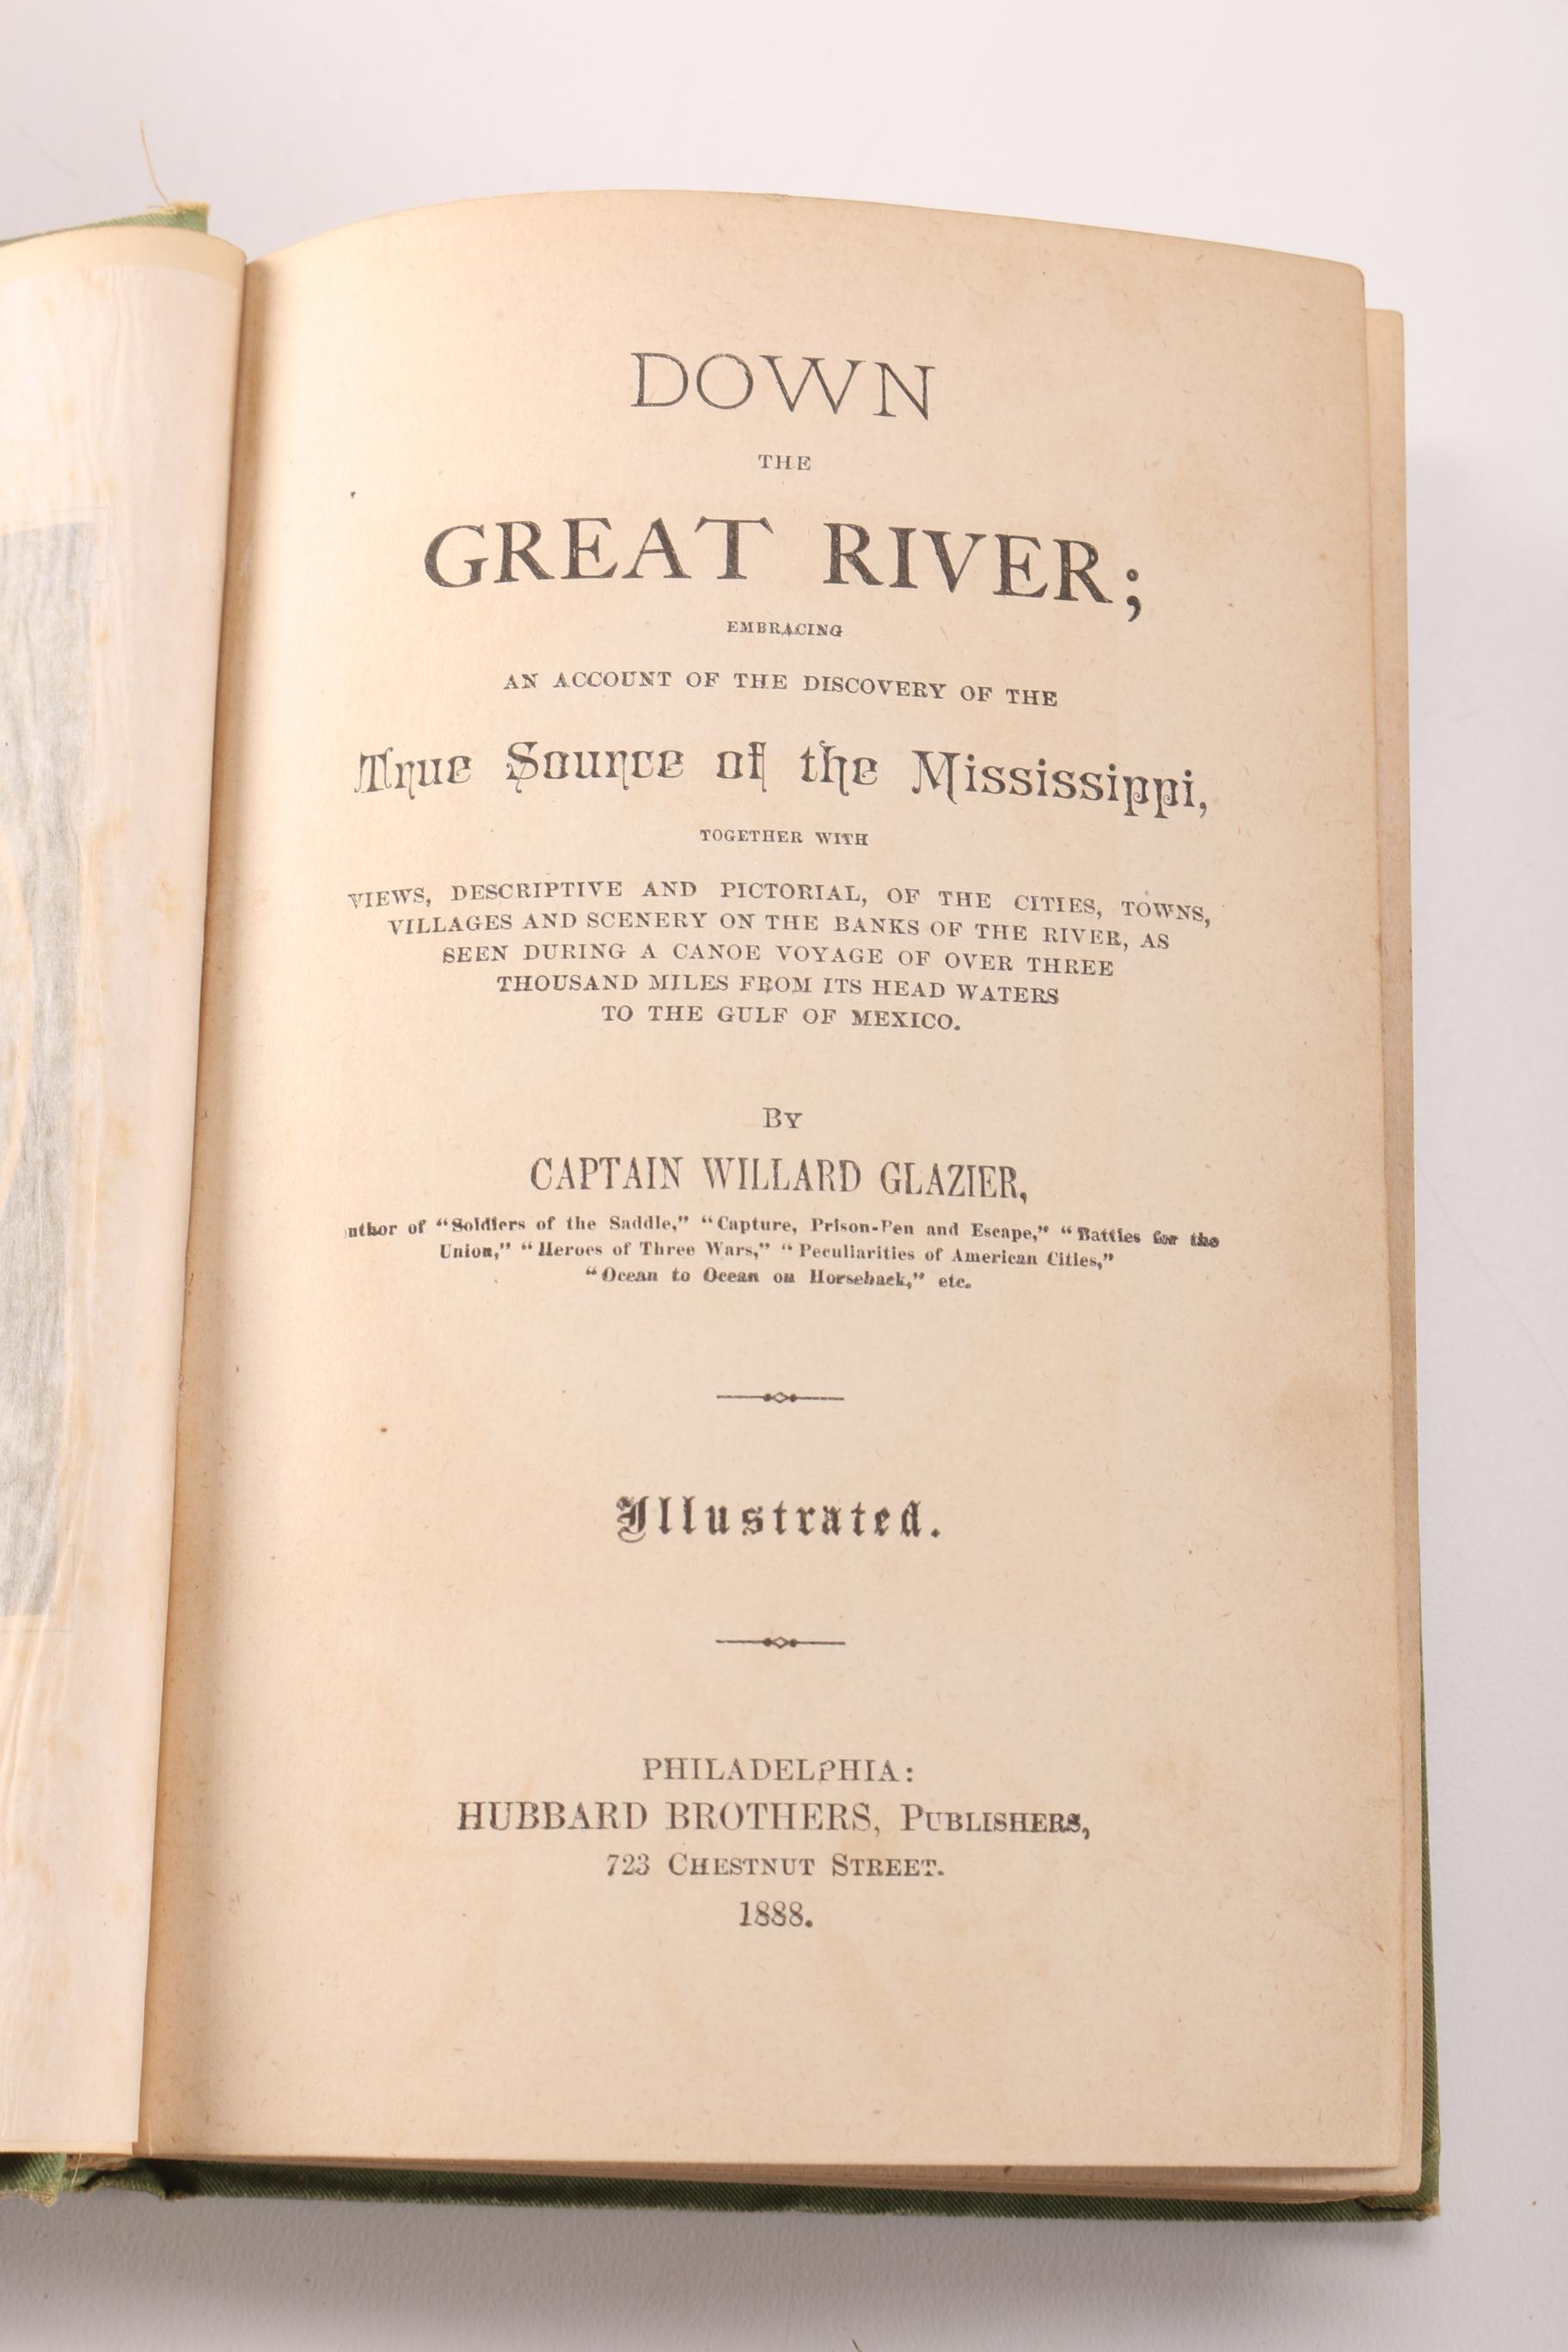 DOWN
THE
GREAT RIVER;
EMBRACING
AN ACCOUNT OF THE DISCOVERY OF THE
True Source of the Mississippi,
TOGETHER WITH
VIEWS, DESCRIPTIVE AND PICTORIAL, OF THE CITIES, TOWNS,
VILLAGES AND SCENERY ON THE BANKS OF THE RIVER, AS
SEEN DURING A CANOE VOYAGE OF OVER THREE
THOUSAND MILES FROM ITS HEAD WATERS
TO THE GULF OF MEXICO.
BY
CAPTAIN WILLARD GLAZIER,
uthor of “Soldiers of the Saddle,” “Capture, Prison-Pen and Escape,” “Battles for the
Union,” “Heroes of Three Wars,” “Peculiarities of American Cities,”
“Ocean to Ocean on Horseback,” etc.
Illustrated.
PHILADELPHIA:
HUBBARD BROTHERS, PUBLISHERS,
723 CHESTNUT STREET.
1888.